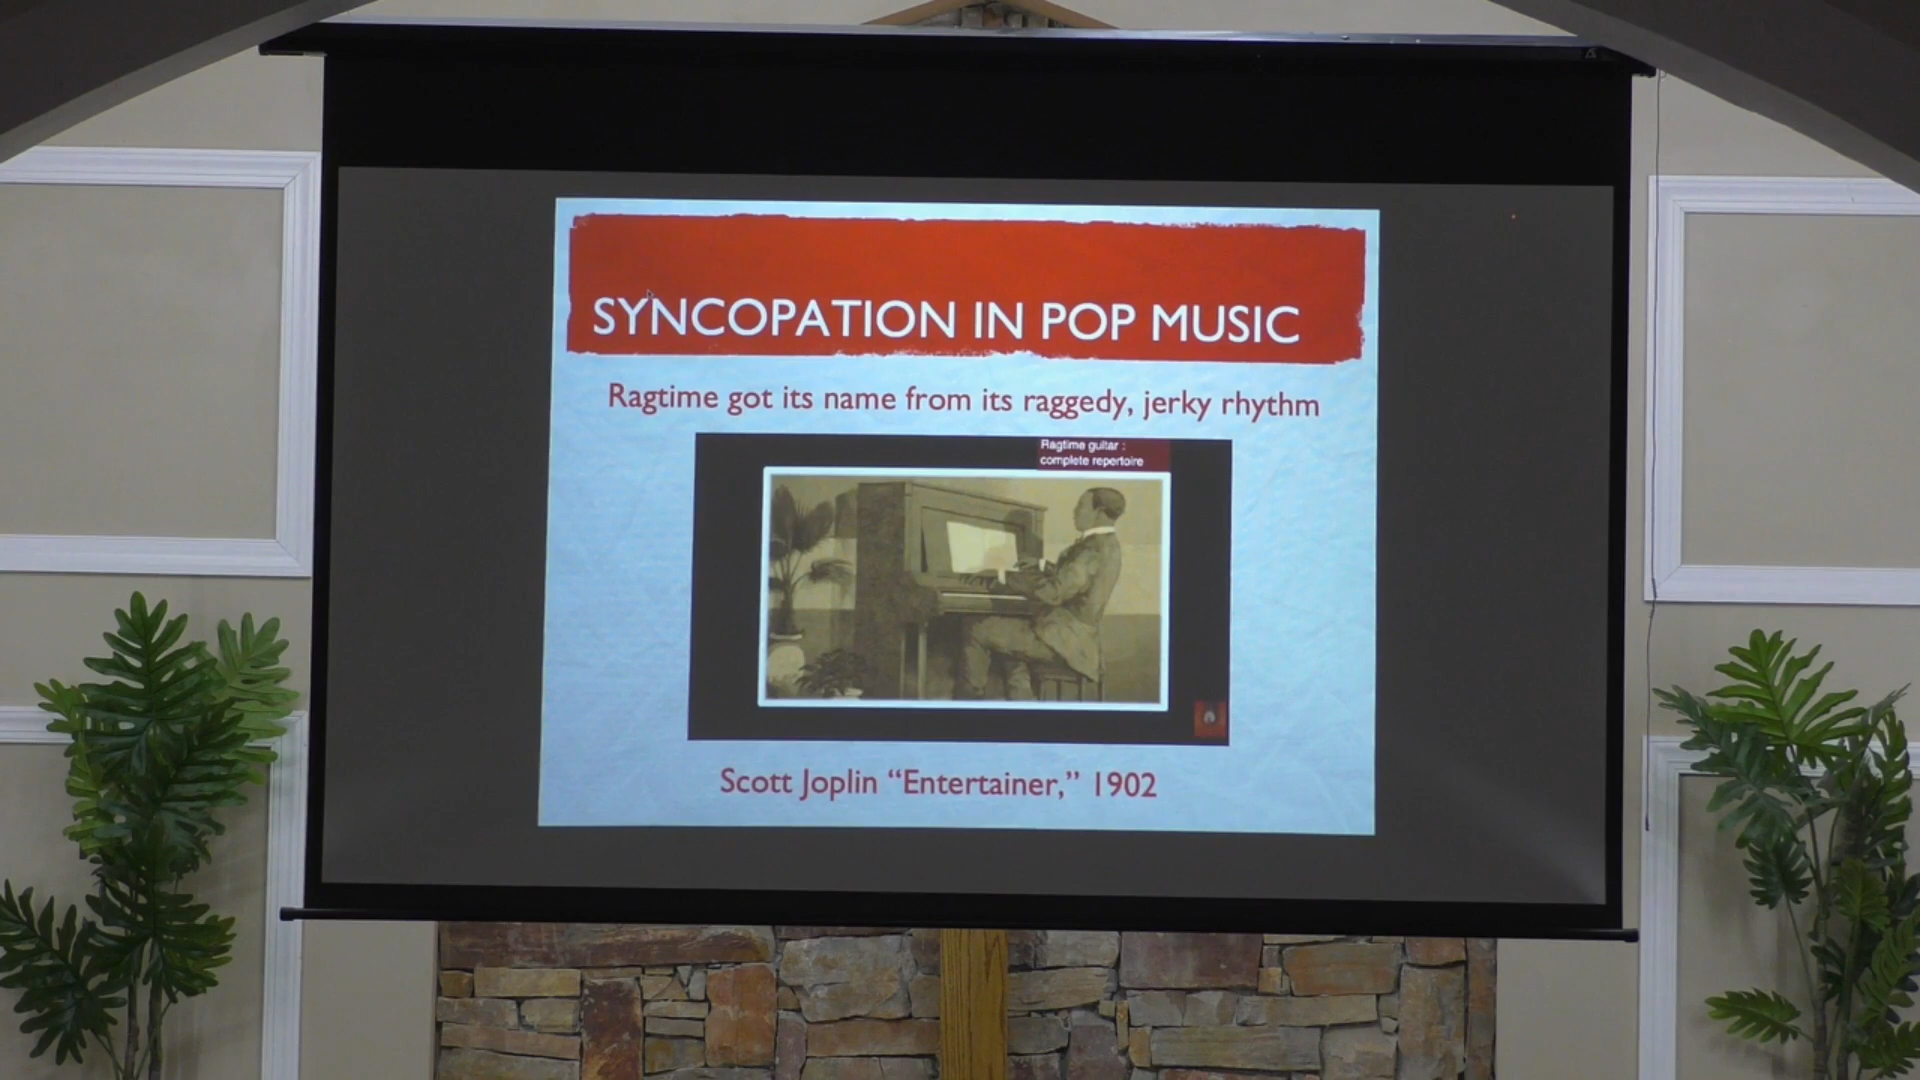 SYNCOPATION IN POP MUSIC
Ragtime got its name from its raggedy, jerky rhythm
Ragtime guitar :
complete repertoire
Scott Joplin “Entertainer,” 1902